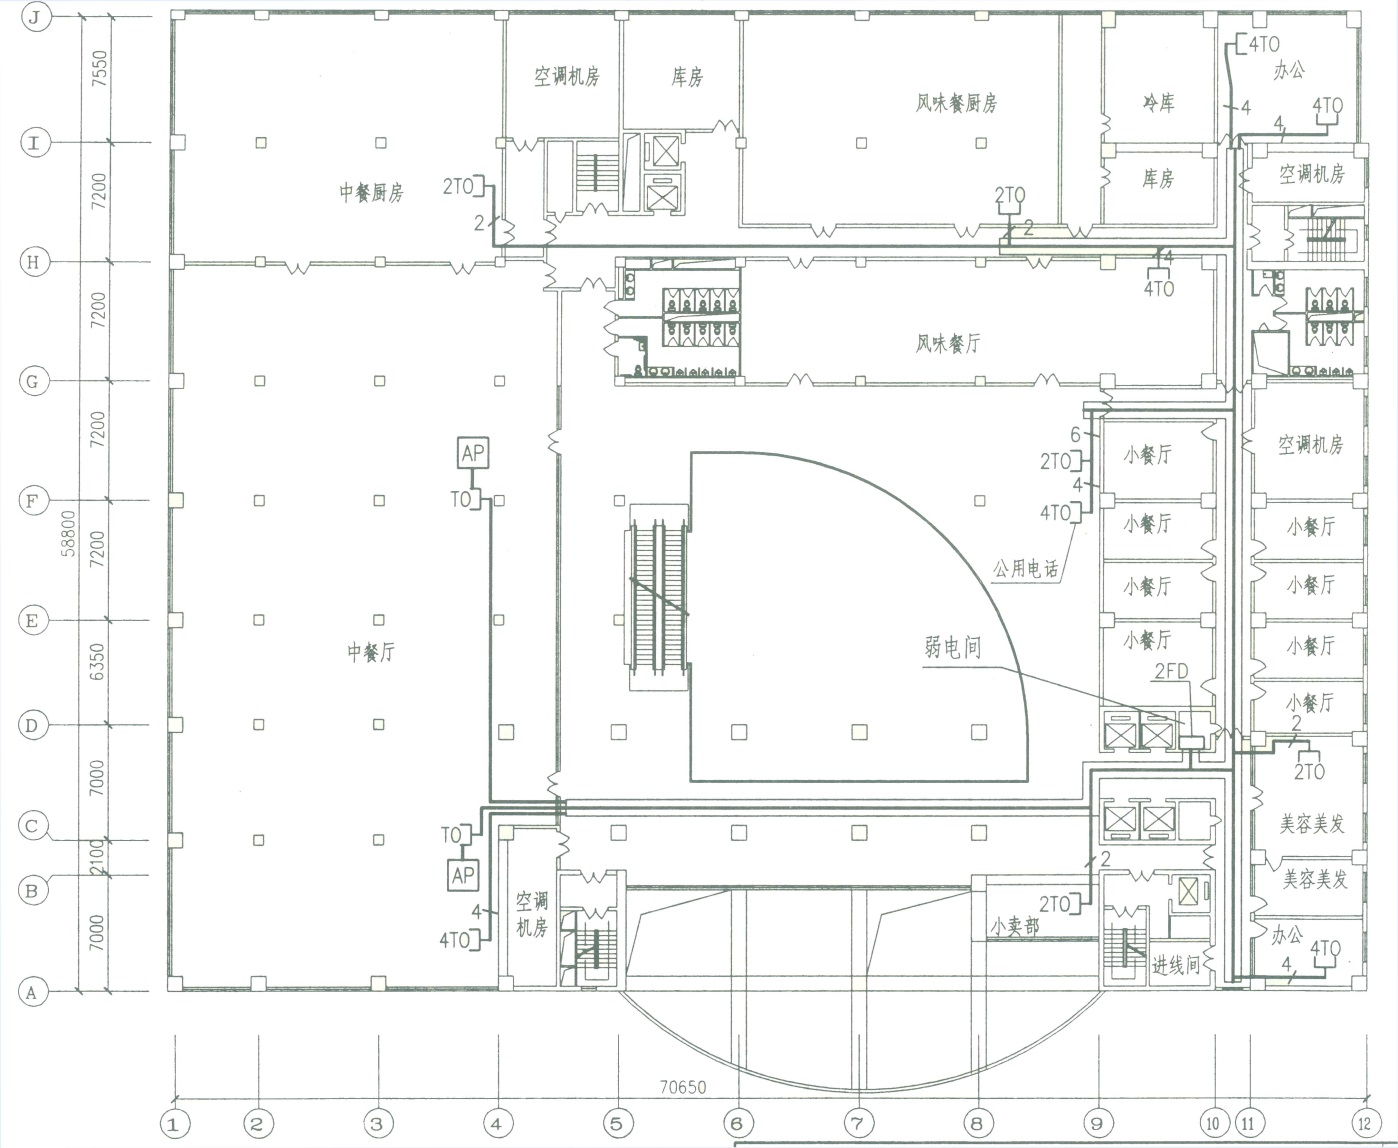 J
4TO
办公
7550
空调机房
库房
风味餐厨房
冷库
4
4TO
4
I
7200
中餐厨房
2TO
2
2TO
2
库房
空调机房
H
4
4TO
7200
风味餐厅
G
7200
6
小餐厅
空调机房
AP
2TO
4
F
TO
4TO
58800
7200
公用电话
小餐厅
小餐厅
小餐厅
小餐厅
E
6350
中餐厅
弱电间
小餐厅
小餐厅
2FD
小餐厅
D
2
2TO
7000
C
TO
美容美发
2100
AP
2
美容美发
B
空调
机房
4
2TO
7000
4TO
小卖部
办公
4TO
进线间
4
A
70650
1
2
3
4
5
6
7
8
9
10
11
12